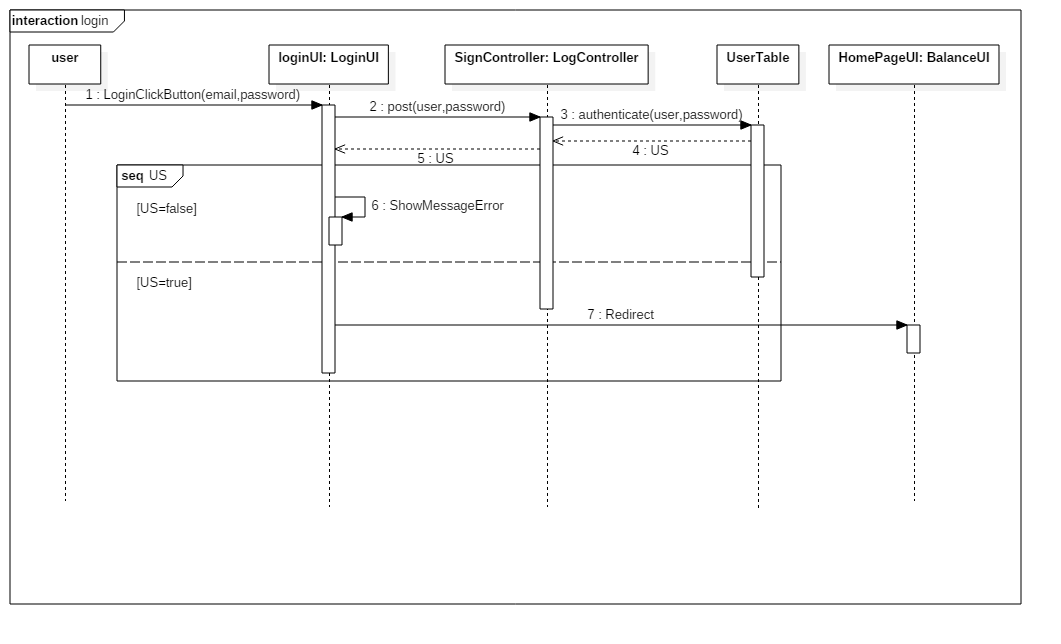 interaction login
user
loginUI: LoginUI
SignController: LogController
UserTable
HomePageUI: BalanceUI
1 : LoginClickButton(email,password)
2 : post(user,password)
3 : authenticate(user,password)
4 : US
5 : US
seq US
[US=false]
6 : ShowMessageError
[US=true]
7 : Redirect